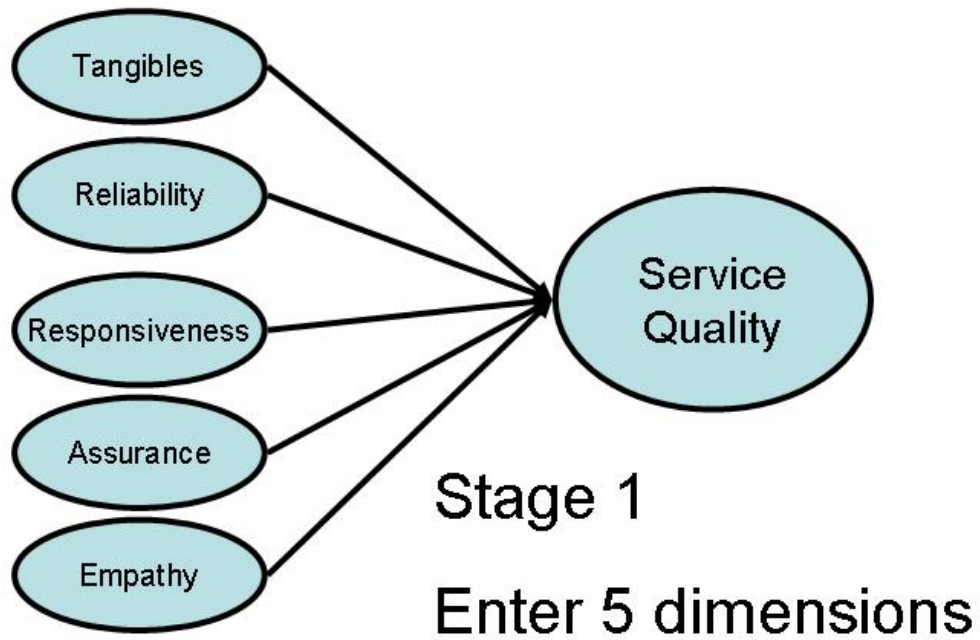 Tangibles
Reliability
Responsiveness
Assurance
Empathy
Service
Quality
Stage 1
Enter 5 dimensions